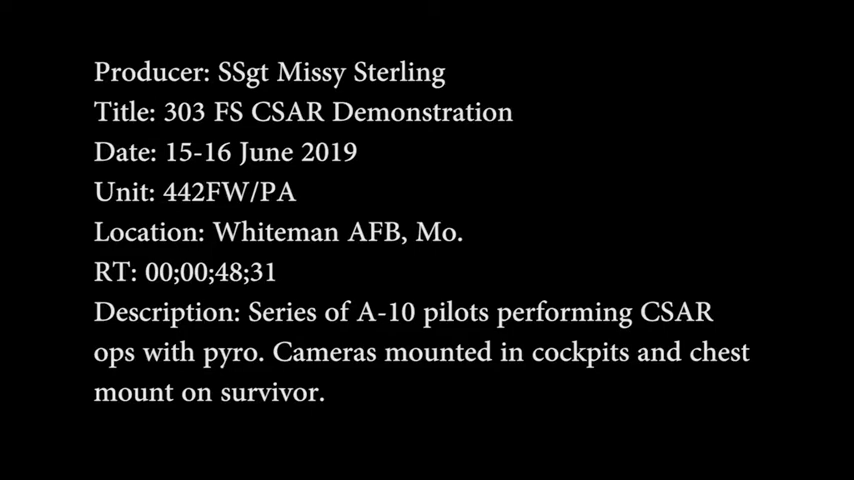 Producer: SSgt Missy Sterling
Title: 303 FS CSAR Demonstration
Date: 15-16 June 2019
Unit: 442FW/PA
Location: Whiteman AFB, Mo.
RT: 00;00;48;31
Description: Series of A-10 pilots performing CSAR
ops with pyro. Cameras mounted in cockpits and chest
mount on survivor.